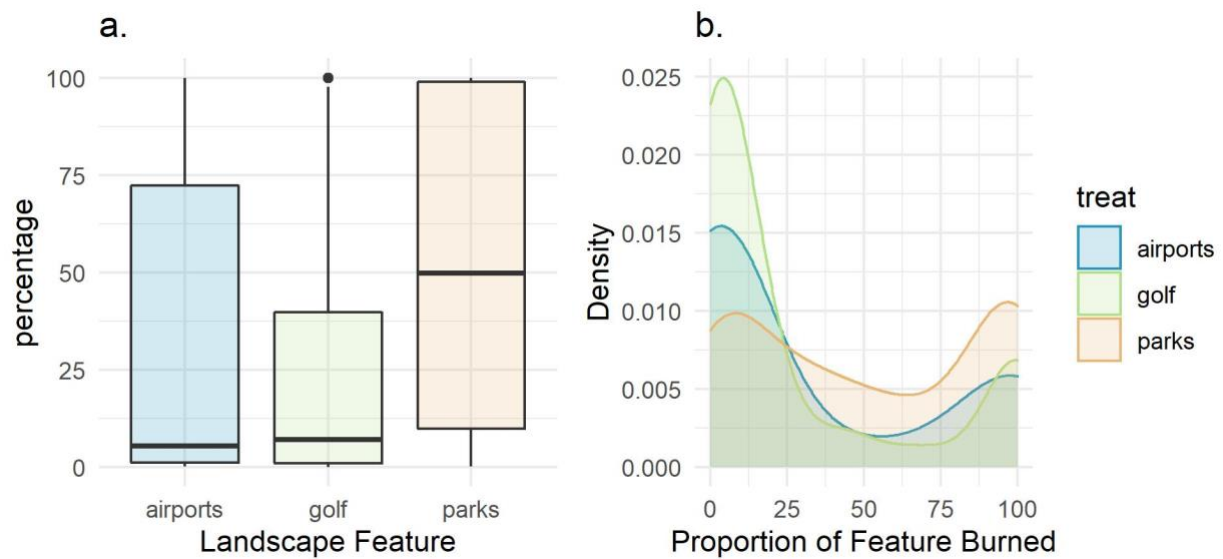 a.
percentage
100
75
50
25
0
airports
golf
parks
Landscape Feature
b.
Density
0.025
0.020
0.015
0.010
0.005
0.000
0
25
50
75
100
Proportion of Feature Burned
treat
airports
golf
parks